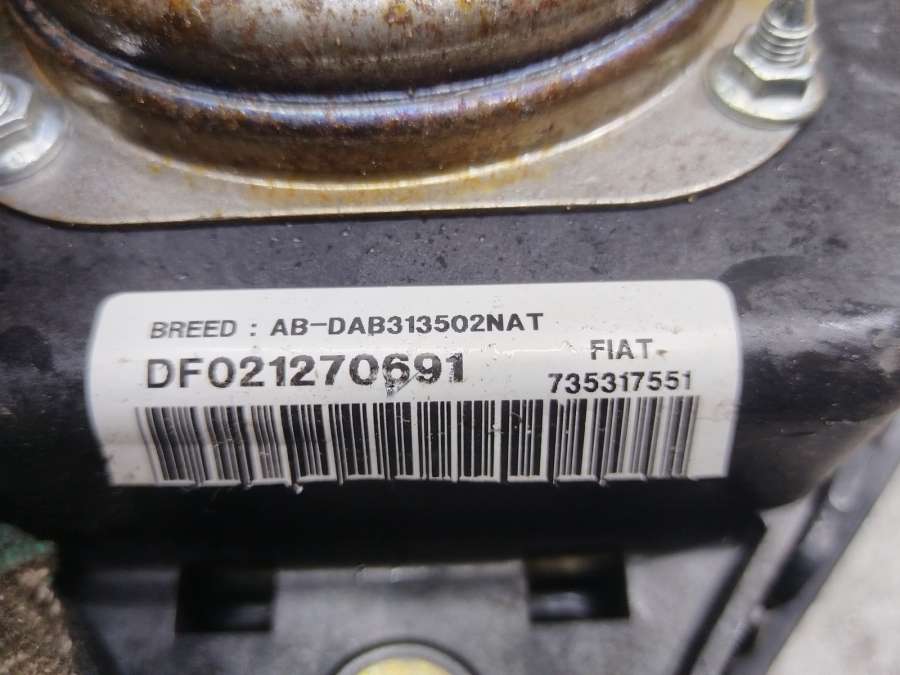 BREED : AB-DAB313502NAT
DF021270691
FIAT
735317551